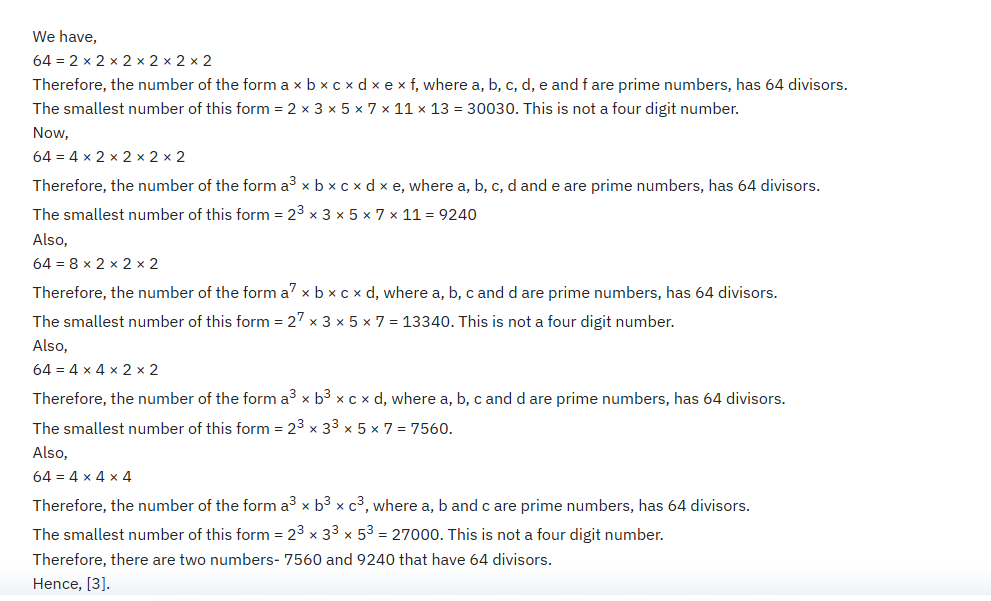 We have,
64 = 2 × 2 × 2 × 2 × 2 × 2
Therefore, the number of the form a × b × c × d × e × f, where a, b, c, d, e and f are prime numbers, has 64 divisors.
The smallest number of this form = 2 × 3 × 5 × 7 × 11 × 13 = 30030. This is not a four digit number.
Now,
64 = 4 × 2 × 2 × 2 × 2
Therefore, the number of the form a³ × b × c × d × e, where a, b, c, d and e are prime numbers, has 64 divisors.
The smallest number of this form = 2³ × 3 × 5 × 7 × 11 = 9240
Also,
64 = 8 × 2 × 2 × 2
Therefore, the number of the form a⁷ × b × c × d, where a, b, c and d are prime numbers, has 64 divisors.
The smallest number of this form = 2⁷ × 3 × 5 × 7 = 13340. This is not a four digit number.
Also,
64 = 4 × 4 × 2 × 2
Therefore, the number of the form a³ × b³ × c × d, where a, b, c and d are prime numbers, has 64 divisors.
The smallest number of this form = 2³ × 3³ × 5 × 7 = 7560.
Also,
64 = 4 × 4 × 4
Therefore, the number of the form a³ × b³ × c³, where a, b and c are prime numbers, has 64 divisors.
The smallest number of this form = 2³ × 3³ × 5³ = 27000. This is not a four digit number.
Therefore, there are two numbers- 7560 and 9240 that have 64 divisors.
Hence, [3].